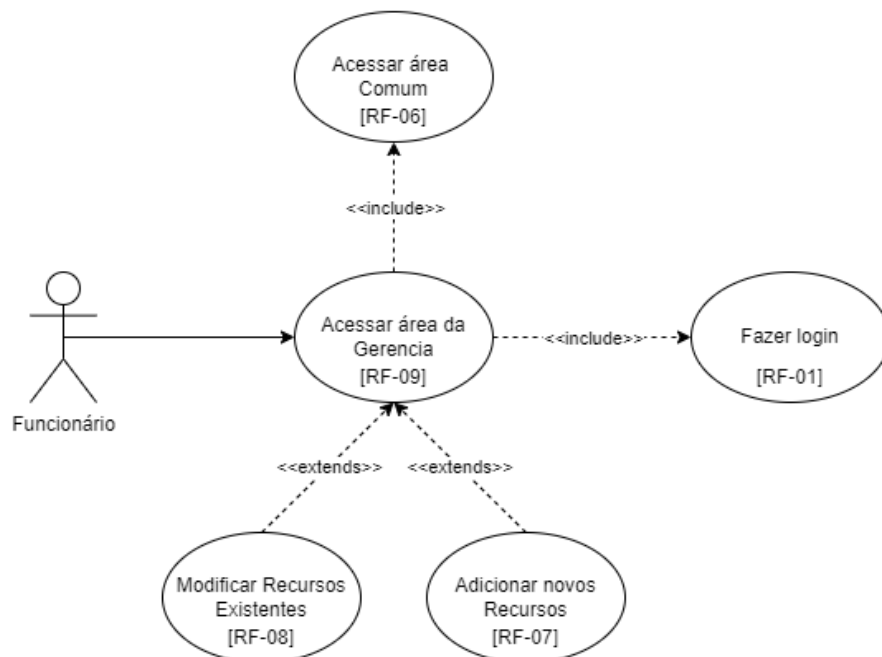 Acessar área
Comum
[RF-06]
<<include>>
Acessar área da
Gerencia
[RF-09]
<<include>>
Fazer login
[RF-01]
Funcionário
<<extends>>
<<extends>>
Modificar Recursos
Existentes
[RF-08]
Adicionar novos
Recursos
[RF-07]